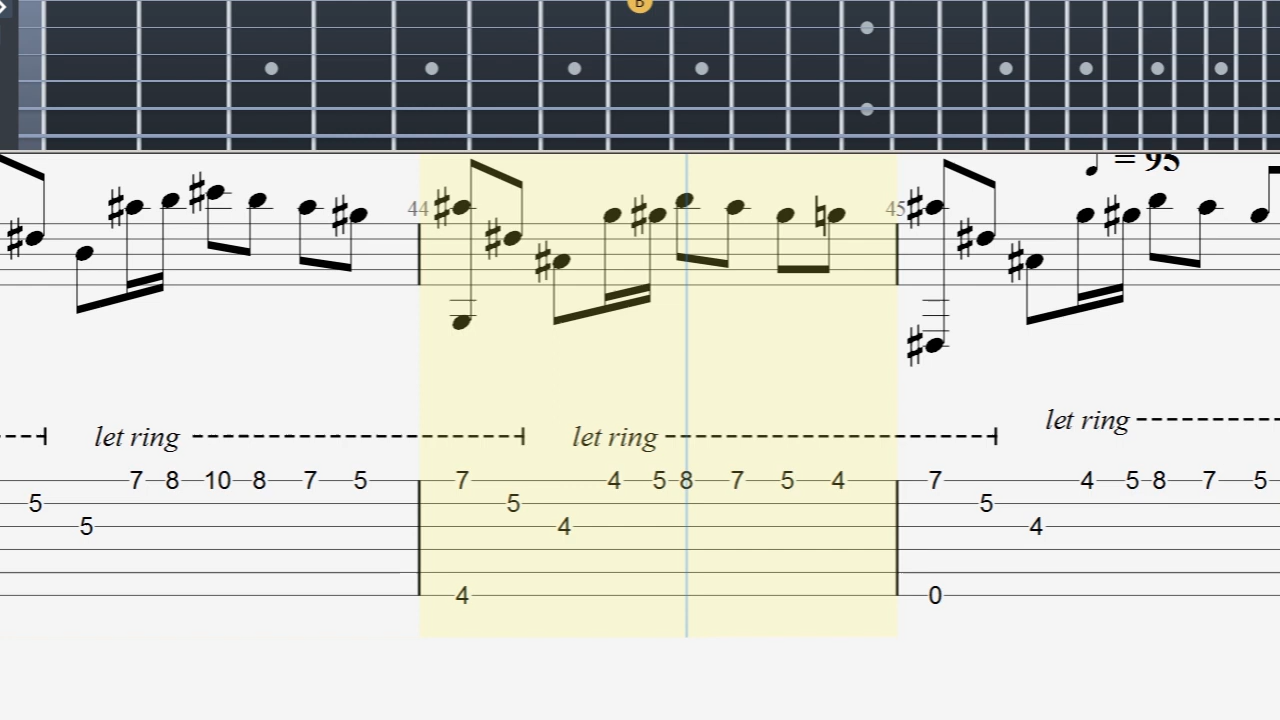 B
= 95
44 45
let ring
let ring let ring
7 8 10 8 7 5 7 4 5 8 7 5 4 7 4 5 8 7 5
5 5 5
5 4 4
4 0